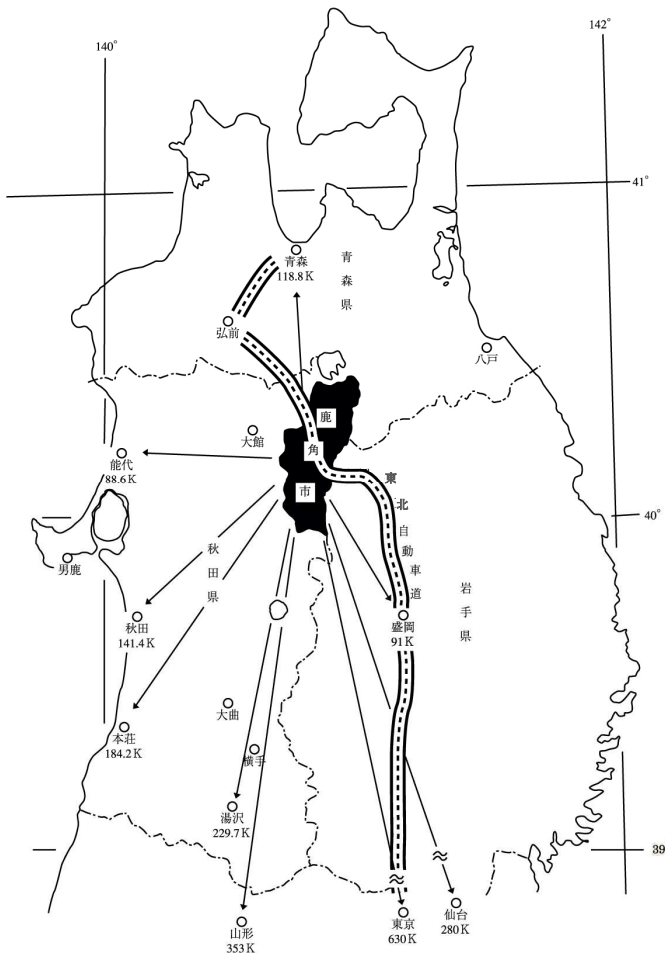 140°
142°
41°
青森
118.8K
青森県
弘前
八戸
鹿角市
大館
能代
88.6K
東北自動車道
40°
男鹿
秋田県
岩手県
秋田
141.4K
盛岡
91K
大曲
本荘
184.2K
横手
湯沢
229.7K
39
山形
353K
東京
630K
仙台
280K